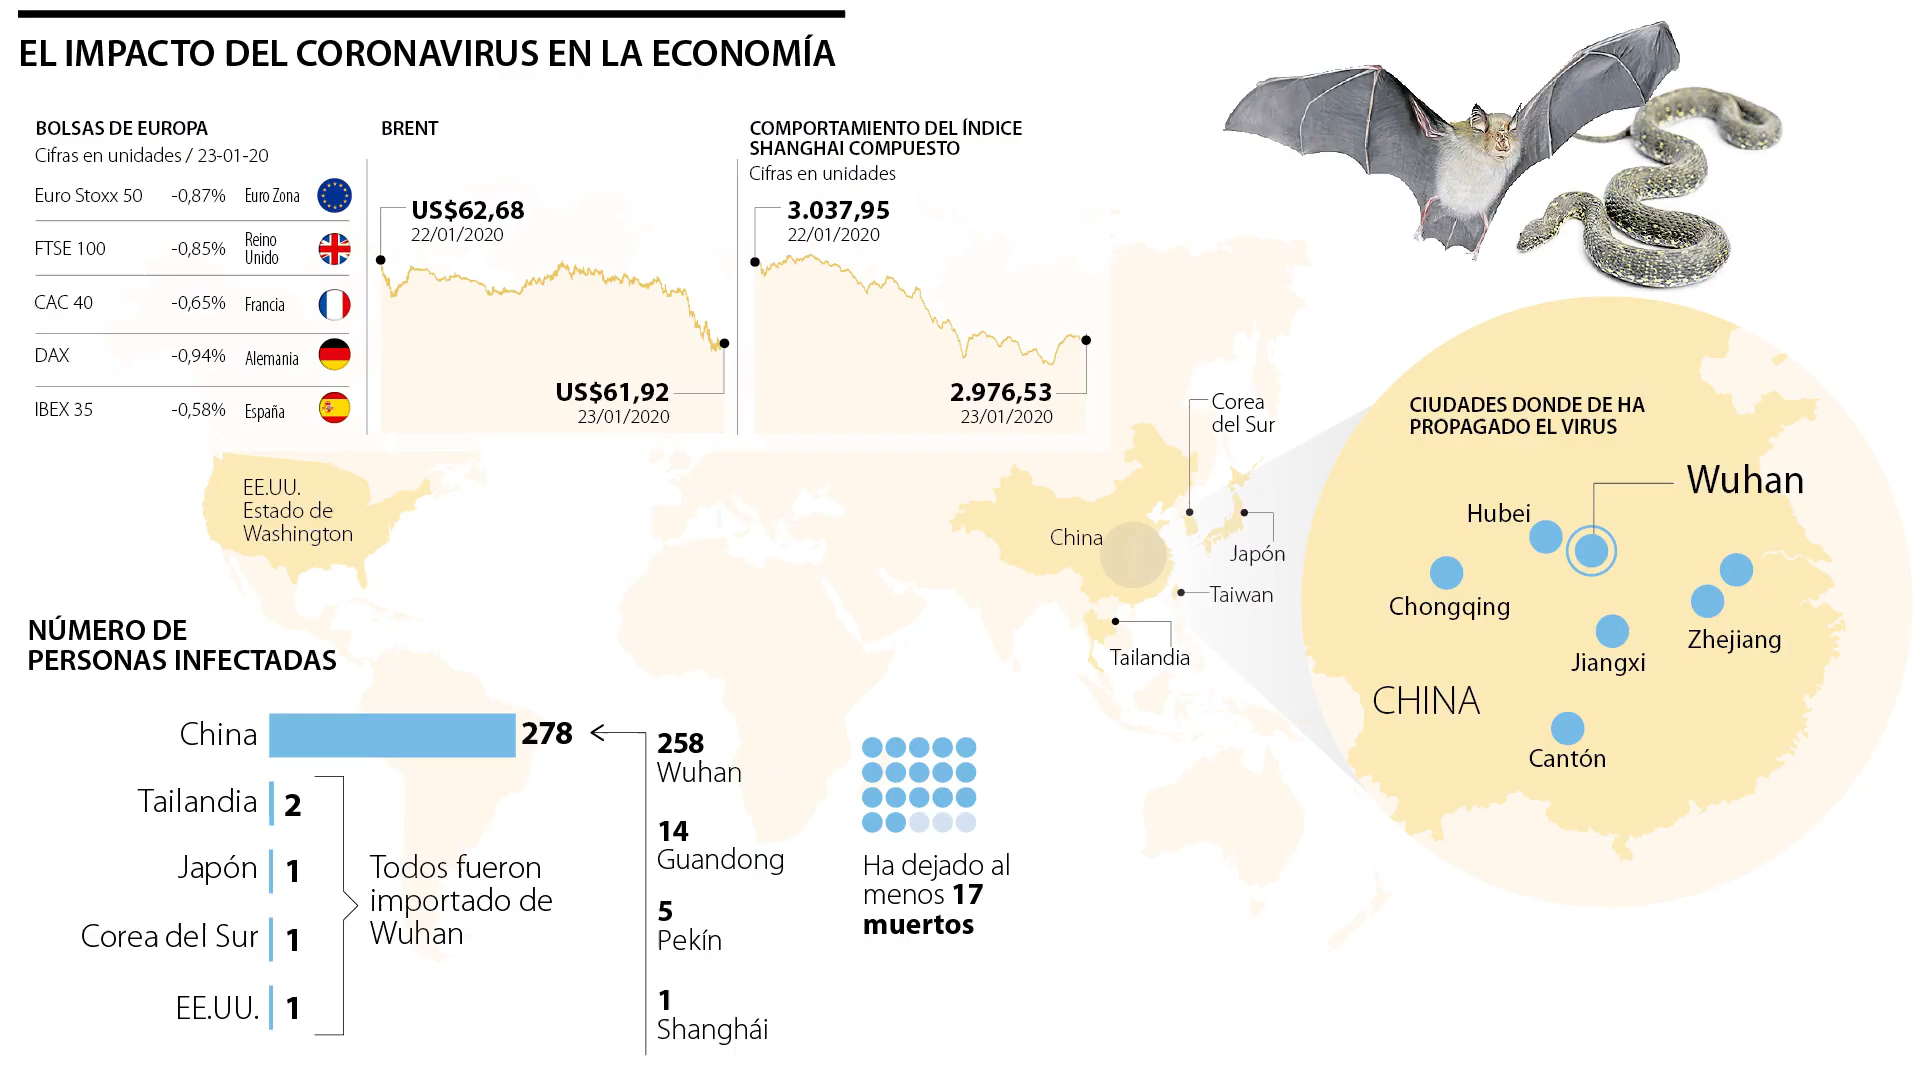 EL IMPACTO DEL CORONAVIRUS EN LA ECONOMÍA
BOLSAS DE EUROPA
Cifras en unidades / 23-01-20
Euro Stoxx 50 -0,87% Euro Zona
FTSE 100 -0,85% Reino
Unido
CAC 40 -0,65% Francia
DAX -0,94% Alemania
IBEX 35 -0,58% España
BRENT
US$62,68
22/01/2020
US$61,92
23/01/2020
COMPORTAMIENTO DEL ÍNDICE
SHANGHAI COMPUESTO
Cifras en unidades
3.037,95
22/01/2020
2.976,53
23/01/2020
EE.UU.
Estado de
Washington
China
Corea
del Sur
Japón
Taiwan
Tailandia
CIUDADES DONDE DE HA
PROPAGADO EL VIRUS
Wuhan
Hubei
Chongqing
Zhejiang
Jiangxi
CHINA
Cantón
NÚMERO DE
PERSONAS INFECTADAS
China 278
Tailandia 2
Japón 1
Corea del Sur 1
EE.UU. 1
Todos fueron
importado de
Wuhan
258
Wuhan
14
Guandong
5
Pekín
1
Shanghái
Ha dejado al
menos 17
muertos